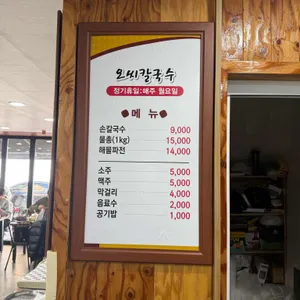 오씨칼국수
정기휴일:매주 월요일
메 뉴
손칼국수 9,000
물총(1kg) 15,000
해물파전 14,000
소주 5,000
맥주 5,000
막걸리 4,000
음료수 2,000
공기밥 1,000